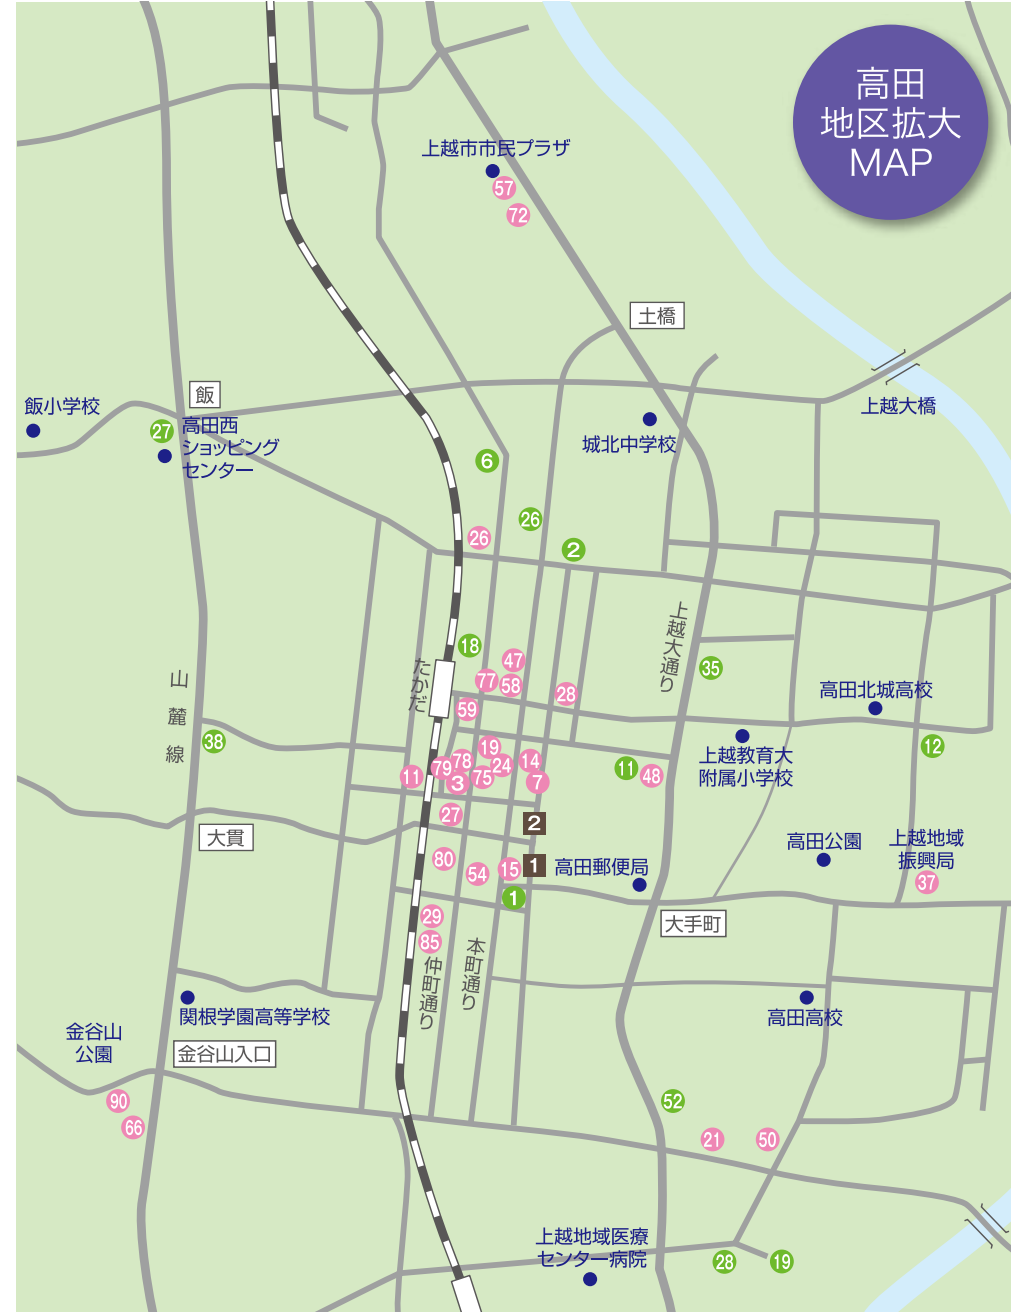 高田
地区拡大
MAP
上越市市民プラザ
57
72
土橋
飯
飯小学校
27
高田西
ショッピング
センター
上越大橋
城北中学校
6
26
26
2
上越大通り
18
たかだ
47
77
58
28
59
35
高田北城高校
山麓線
38
12
上越教育大
附属小学校
19
78
79
24
14
11
3
75
7
11
48
27
2
大貫
高田公園
上越地域
振興局
37
80
54
15
1
高田郵便局
1
大手町
29
85
仲町通り
本町通り
関根学園高等学校
高田高校
金谷山
公園
金谷山入口
90
66
52
21
50
上越地域医療
センター病院
28
19